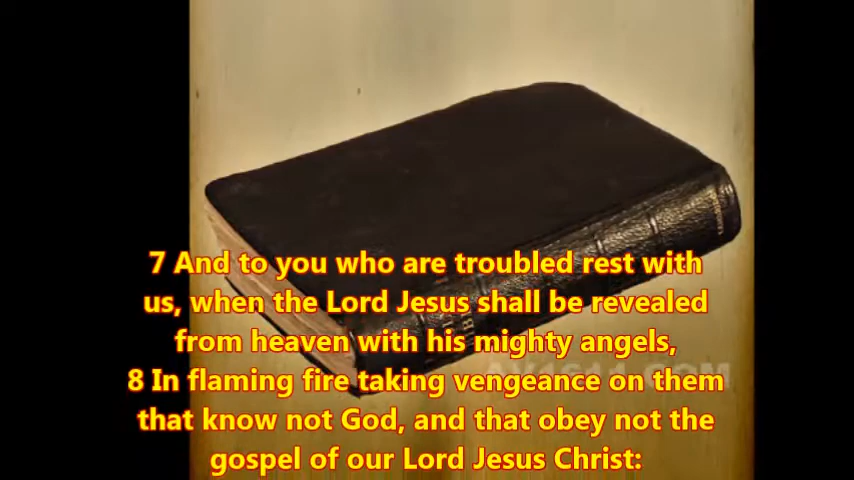 7 And to you who are troubled rest with
us, when the Lord Jesus shall be revealed
from heaven with his mighty angels,
8 In flaming fire taking vengeance on them
that know not God, and that obey not the
gospel of our Lord Jesus Christ:
AV1611.COM